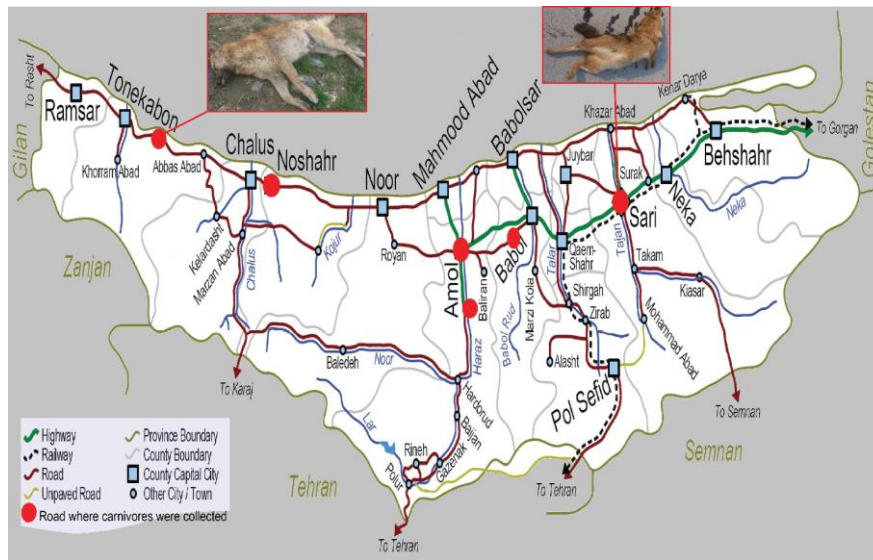 To Rasht
Ramsar
Tonekabon
Gilan
Khorram Abad
Abbas Abad
Chalus
Noshahr
Kelardasht
Marzan Abad
Chalus
Kojur
Noor
Royan
Mahmood Abad
Amol
Baliran
Babolsar
Babol
Juybar
Khazar Abad
Kenar Darya
Surak
Sari
Neka
Neka
Behshahr
To Gorgan
Golestan
Zanjan
To Karaj
Baledeh
Noor
Haraz
Hardorud
Baijan
Gazenak
Rineh
Polur
Lar
Marzi Kola
Babol Rud
Talar
Qaem-
Shahr
Shirgah
Zirab
Alasht
Pol Sefid
Tajan
Takam
Kiasar
Mohammad Abad
To Semnan
Semnan
Tehran
To Tehran
To Tehran
Highway
Railway
Road
Unpaved Road
Province Boundary
County Boundary
County Capital City
Other City / Town
Road where carnivores were collected